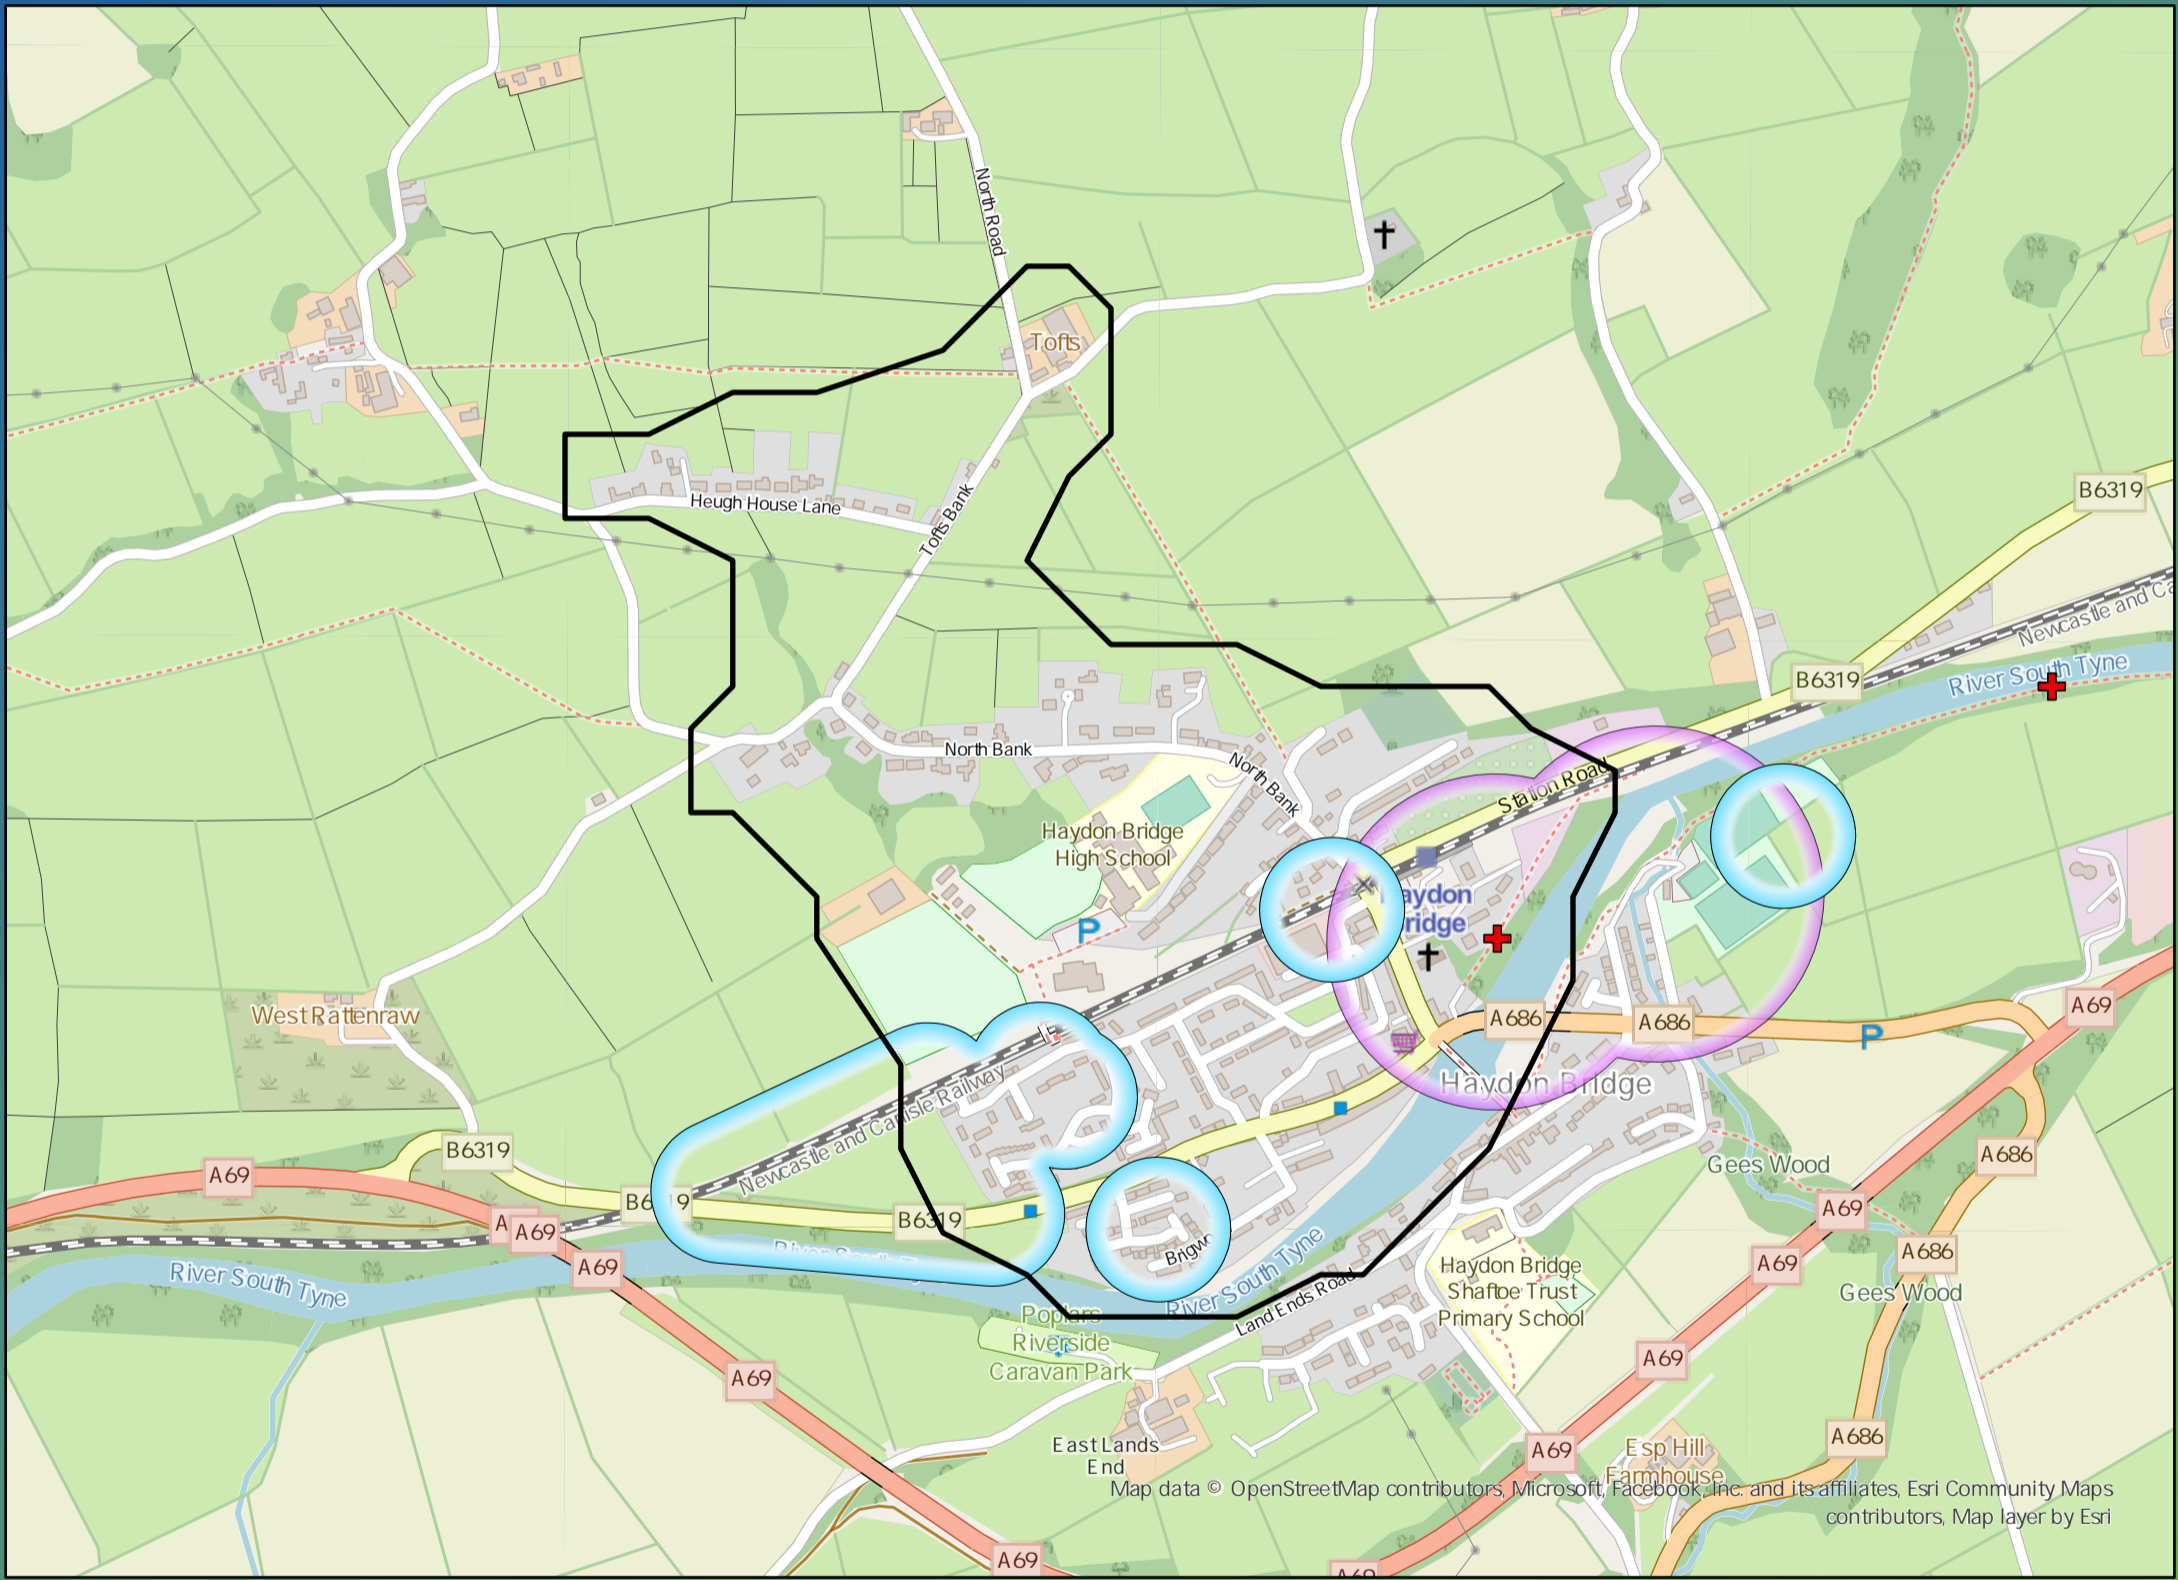 North Road
Tofts
B6319
Heugh House Lane
Tofts Bank
Newcastle and Ca
River South Tyne
B6319
North Bank
North Bank
Station Road
Haydon Bridge
High School
P
aydon
ridge
West Rattenraw
A69
A686
A686
P
Haydon Bridge
Newcastle and Carlisle Railway
B6319
A69
B6319
A69
A69
B6319
A69
River South Tyne
Brigw
River South Tyne
Land Ends Road
Gees Wood
A686
A69
A69
A686
Gees Wood
Haydon Bridge
Shaftoe Trust
Primary School
Poplars
Riverside
Caravan Park
A69
A69
A69
A686
East Lands
End
Esp Hill
Farmhouse
Map data © OpenStreetMap contributors, Microsoft, Facebook, Inc. and its affiliates, Esri Community Maps
contributors, Map layer by Esri
A69
A69